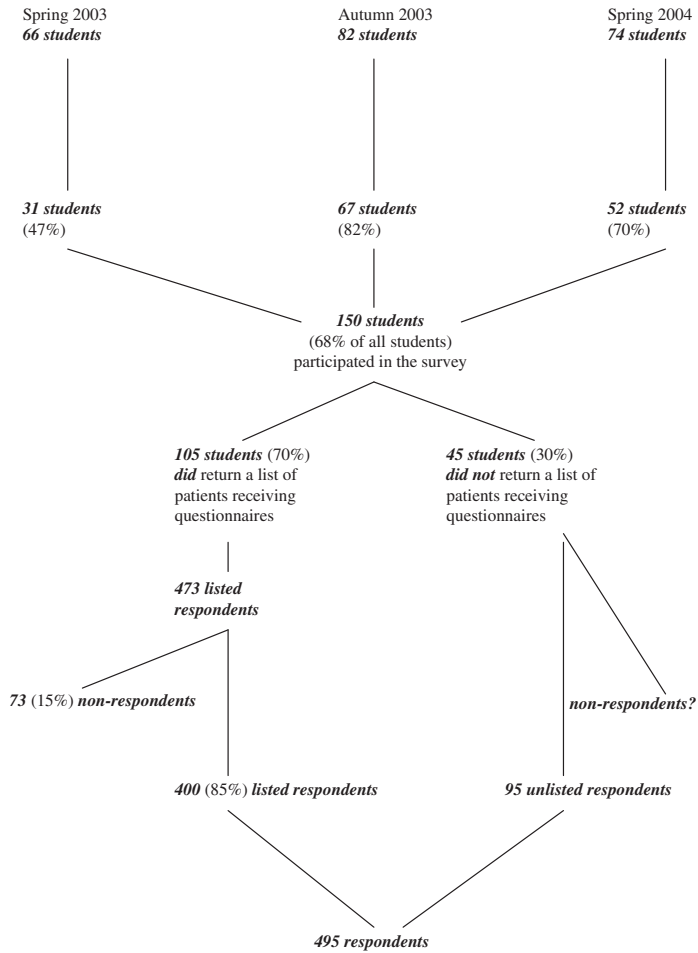 Spring 2003
66 students
Autumn 2003
82 students
Spring 2004
74 students
31 students
(47%)
67 students
(82%)
52 students
(70%)
150 students
(68% of all students)
participated in the survey
105 students (70%)
did return a list of
patients receiving
questionnaires
45 students (30%)
did not return a list of
patients receiving
questionnaires
473 listed
respondents
73 (15%) non-respondents
non-respondents?
400 (85%) listed respondents
95 unlisted respondents
495 respondents